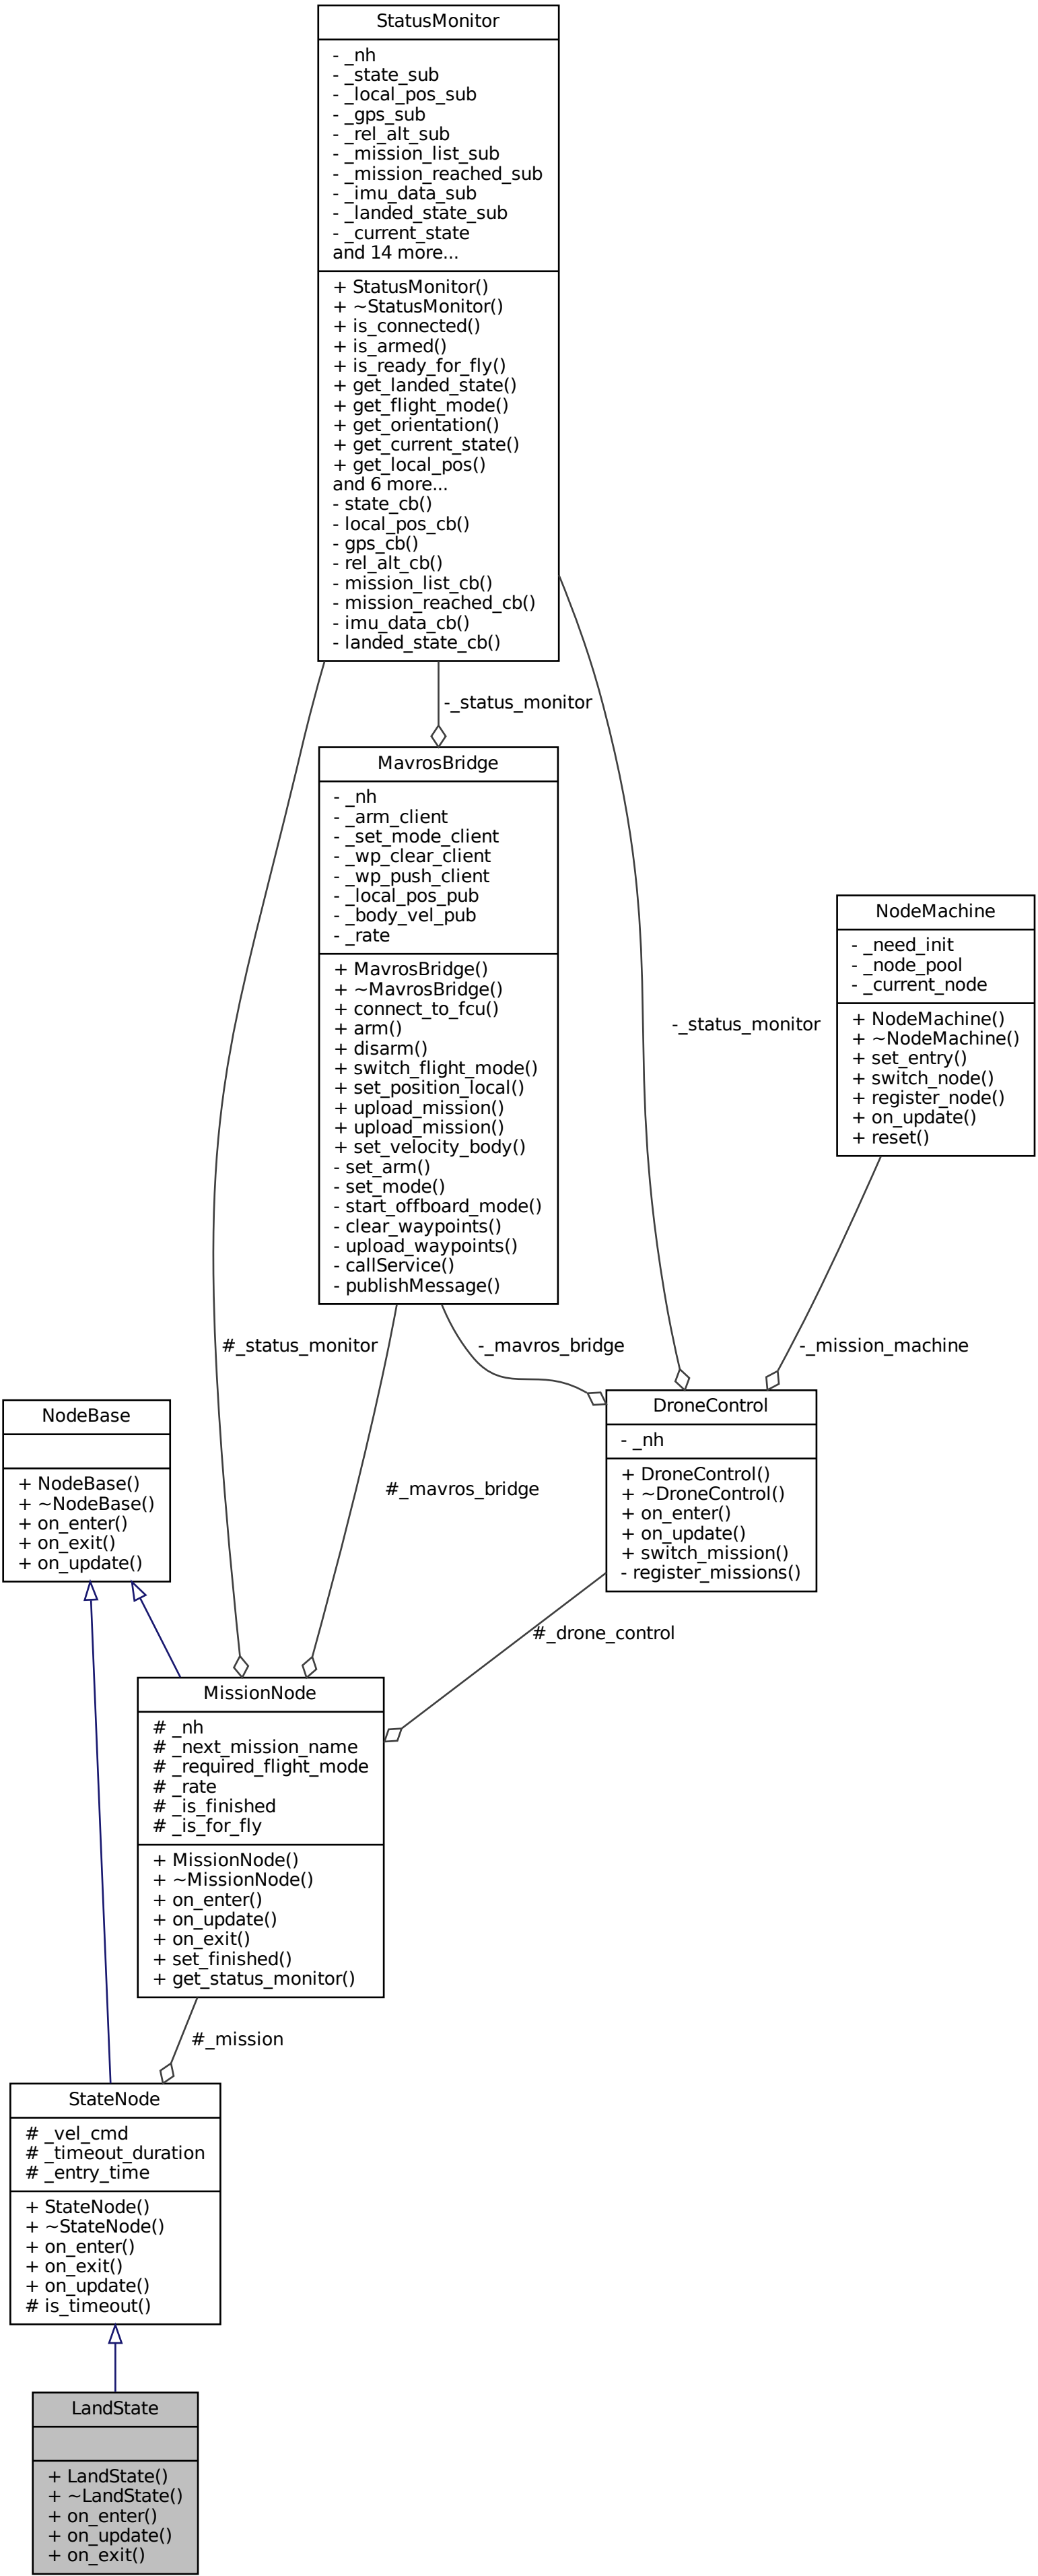 StatusMonitor
- _nh
- _state_sub
- _local_pos_sub
- _gps_sub
- _rel_alt_sub
- _mission_list_sub
- _mission_reached_sub
- _imu_data_sub
- _landed_state_sub
- _current_state
and 14 more...
+ StatusMonitor()
+ ~StatusMonitor()
+ is_connected()
+ is_armed()
+ is_ready_for_fly()
+ get_landed_state()
+ get_flight_mode()
+ get_orientation()
+ get_current_state()
+ get_local_pos()
and 6 more...
- state_cb()
- local_pos_cb()
- gps_cb()
- rel_alt_cb()
- mission_list_cb()
- mission_reached_cb()
- imu_data_cb()
- landed_state_cb()
-_status_monitor
MavrosBridge
- _nh
- _arm_client
- _set_mode_client
- _wp_clear_client
- _wp_push_client
- _local_pos_pub
- _body_vel_pub
- _rate
+ MavrosBridge()
+ ~MavrosBridge()
+ connect_to_fcu()
+ arm()
+ disarm()
+ switch_flight_mode()
+ set_position_local()
+ upload_mission()
+ upload_mission()
+ set_velocity_body()
- set_arm()
- set_mode()
- start_offboard_mode()
- clear_waypoints()
- upload_waypoints()
- callService()
- publishMessage()
-_status_monitor
NodeMachine
- _need_init
- _node_pool
- _current_node
+ NodeMachine()
+ ~NodeMachine()
+ set_entry()
+ switch_node()
+ register_node()
+ on_update()
+ reset()
#_status_monitor
-_mavros_bridge
-_mission_machine
DroneControl
- _nh
+ DroneControl()
+ ~DroneControl()
+ on_enter()
+ on_update()
+ switch_mission()
- register_missions()
NodeBase
+ NodeBase()
+ ~NodeBase()
+ on_enter()
+ on_exit()
+ on_update()
#_mavros_bridge
#_drone_control
MissionNode
# _nh
# _next_mission_name
# _required_flight_mode
# _rate
# _is_finished
# _is_for_fly
+ MissionNode()
+ ~MissionNode()
+ on_enter()
+ on_update()
+ on_exit()
+ set_finished()
+ get_status_monitor()
#_mission
StateNode
# _vel_cmd
# _timeout_duration
# _entry_time
+ StateNode()
+ ~StateNode()
+ on_enter()
+ on_exit()
+ on_update()
# is_timeout()
LandState
+ LandState()
+ ~LandState()
+ on_enter()
+ on_update()
+ on_exit()